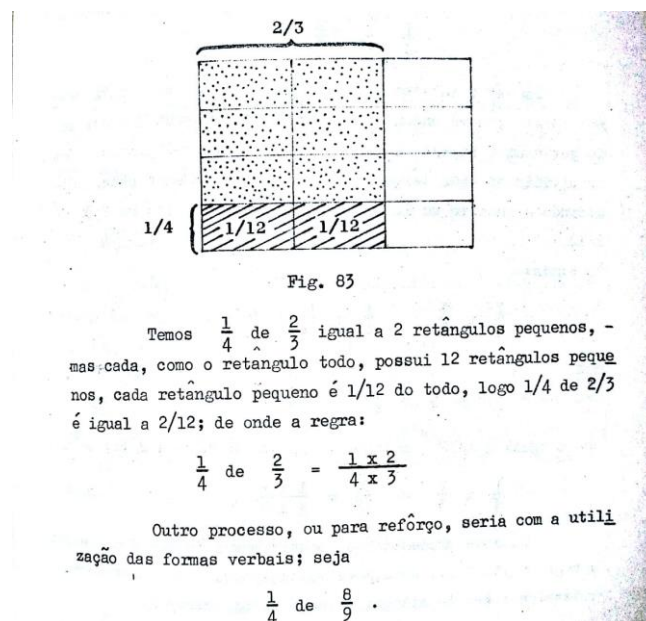 2/3
1/4
1/12 1/12
Fig. 83
Temos 1/4 de 2/3 igual a 2 retângulos pequenos, -
mas cada, como o retângulo todo, possui 12 retângulos peque
nos, cada retângulo pequeno é 1/12 do todo, logo 1/4 de 2/3
é igual a 2/12; de onde a regra:
1/4 de 2/3 = 1 x 2 / 4 x 3
Outro processo, ou para refôrço, seria com a utili
zação das formas verbais; seja
1/4 de 8/9 .